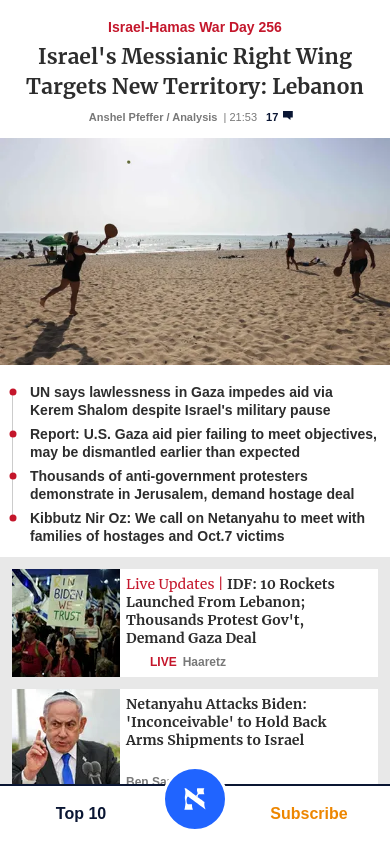 Israel-Hamas War Day 256
Israel's Messianic Right Wing
Targets New Territory: Lebanon
Anshel Pfeffer / Analysis | 21:53 17
UN says lawlessness in Gaza impedes aid via
Kerem Shalom despite Israel's military pause
Report: U.S. Gaza aid pier failing to meet objectives,
may be dismantled earlier than expected
Thousands of anti-government protesters
demonstrate in Jerusalem, demand hostage deal
Kibbutz Nir Oz: We call on Netanyahu to meet with
families of hostages and Oct.7 victims
IN
BIDEN
WE
TRUST
Live Updates | IDF: 10 Rockets
Launched From Lebanon;
Thousands Protest Gov't,
Demand Gaza Deal
LIVE Haaretz
Netanyahu Attacks Biden:
'Inconceivable' to Hold Back
Arms Shipments to Israel
Ben
Top 10
א
Subscribe